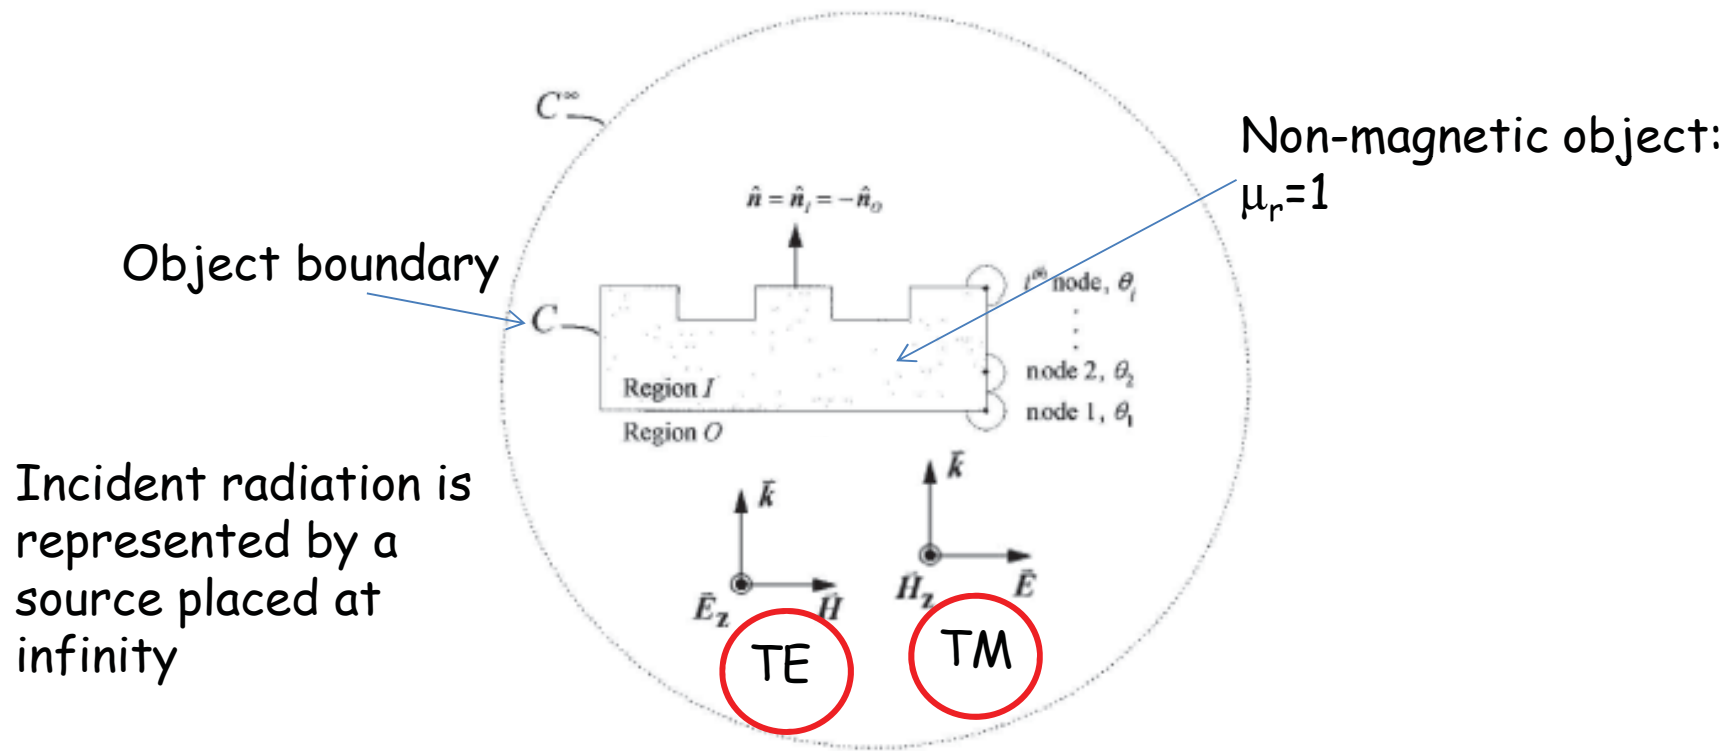 C∞
Non-magnetic object:
μr=1
n̂ = n̂I = −n̂O
Object boundary
C
ith node, θi
node 2, θ2
node 1, θ1
Region I
Region O
Incident radiation is
represented by a
source placed at
infinity
k̄
Ēz
H̄
TE
k̄
H̄z
Ē
TM